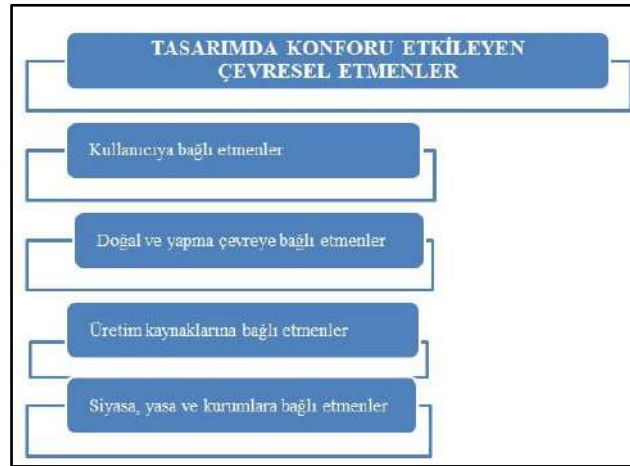 TASARIMDA KONFORU ETKİLEYEN
ÇEVRESEL ETMENLER
Kullanıcıya bağlı etmenler
Doğal ve yapma çevreye bağlı etmenler
Üretim kaynaklarına bağlı etmenler
Siyasa, yasa ve kurumlara bağlı etmenler